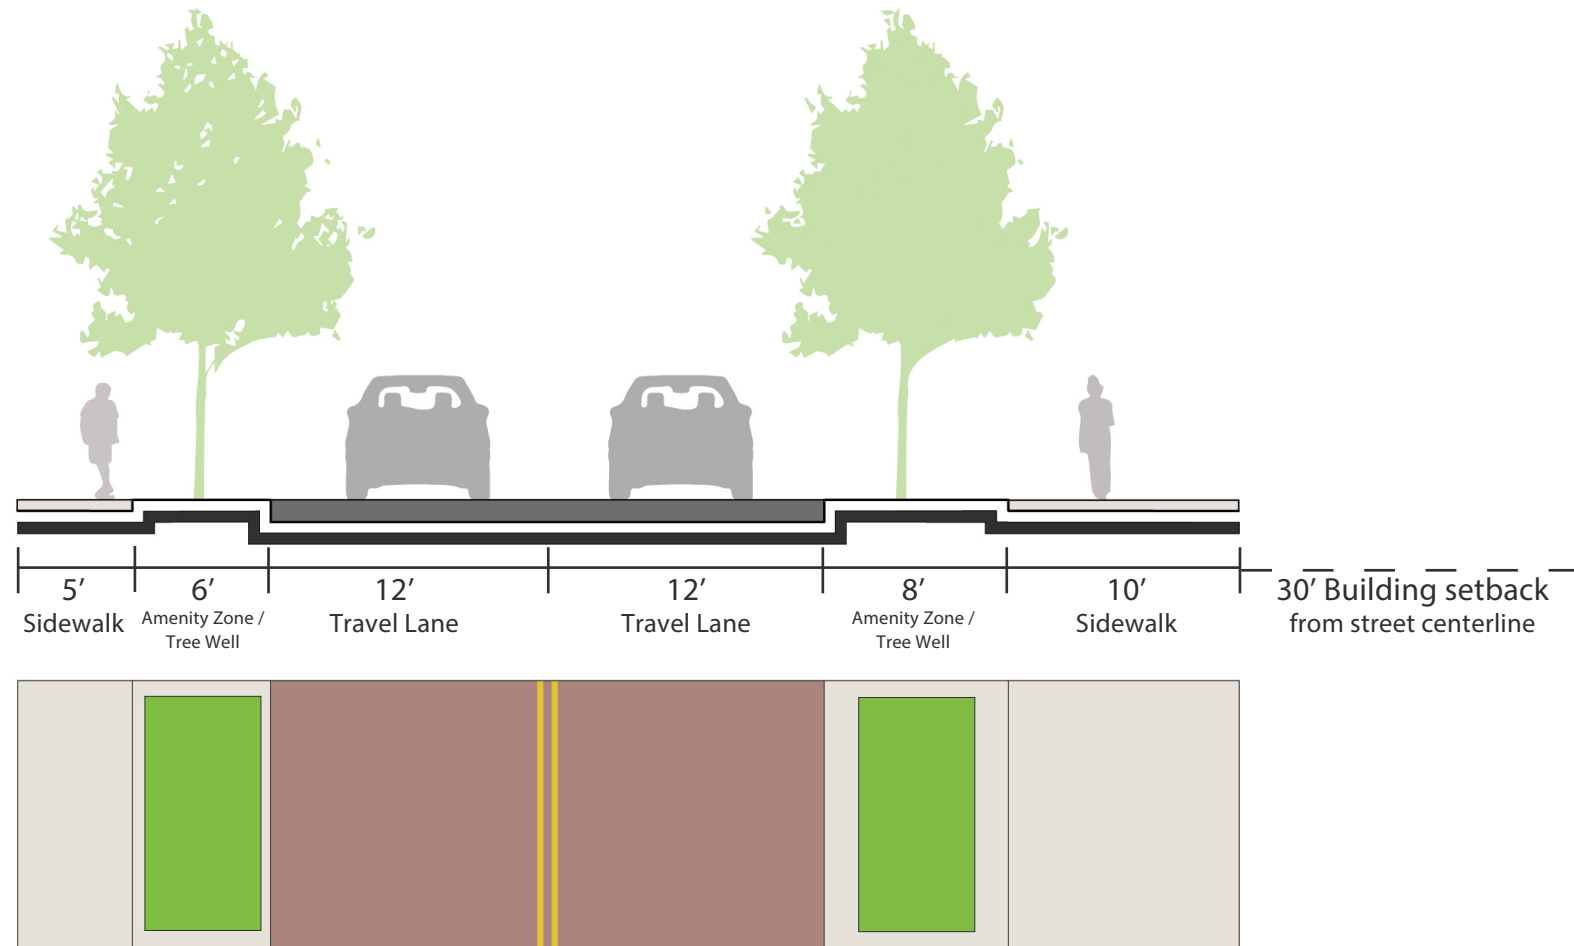 5’
Sidewalk
6’
Amenity Zone /
Tree Well
12’
Travel Lane
12’
Travel Lane
8’
Amenity Zone /
Tree Well
10’
Sidewalk
30’ Building setback
from street centerline